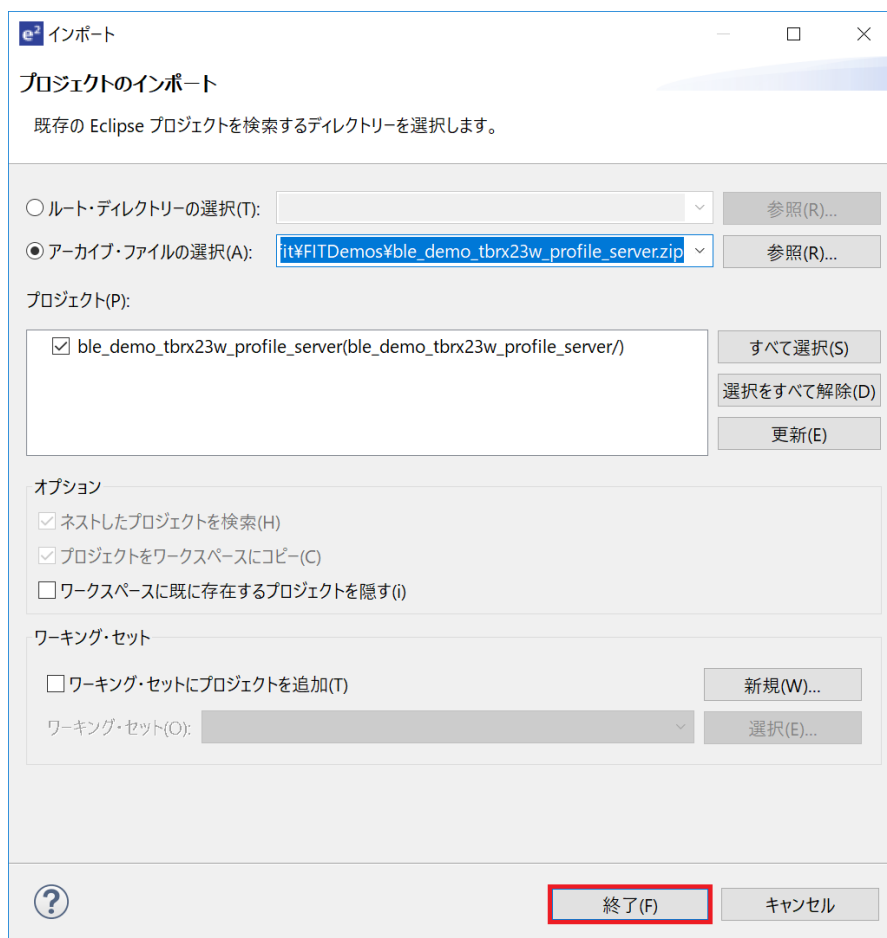 e² インポート
プロジェクトのインポート
既存の Eclipse プロジェクトを検索するディレクトリーを選択します。
ルート・ディレクトリーの選択(T):
参照(R)...
アーカイブ・ファイルの選択(A):
fit¥FITDemos¥ble_demo_tbrx23w_profile_server.zip
参照(R)...
プロジェクト(P):
ble_demo_tbrx23w_profile_server(ble_demo_tbrx23w_profile_server/)
すべて選択(S)
選択をすべて解除(D)
更新(E)
オプション
ネストしたプロジェクトを検索(H)
プロジェクトをワークスペースにコピー(C)
ワークスペースに既に存在するプロジェクトを隠す(i)
ワーキング・セット
ワーキング・セットにプロジェクトを追加(T)
新規(W)...
ワーキング・セット(O):
選択(E)...
?
終了(F)
キャンセル